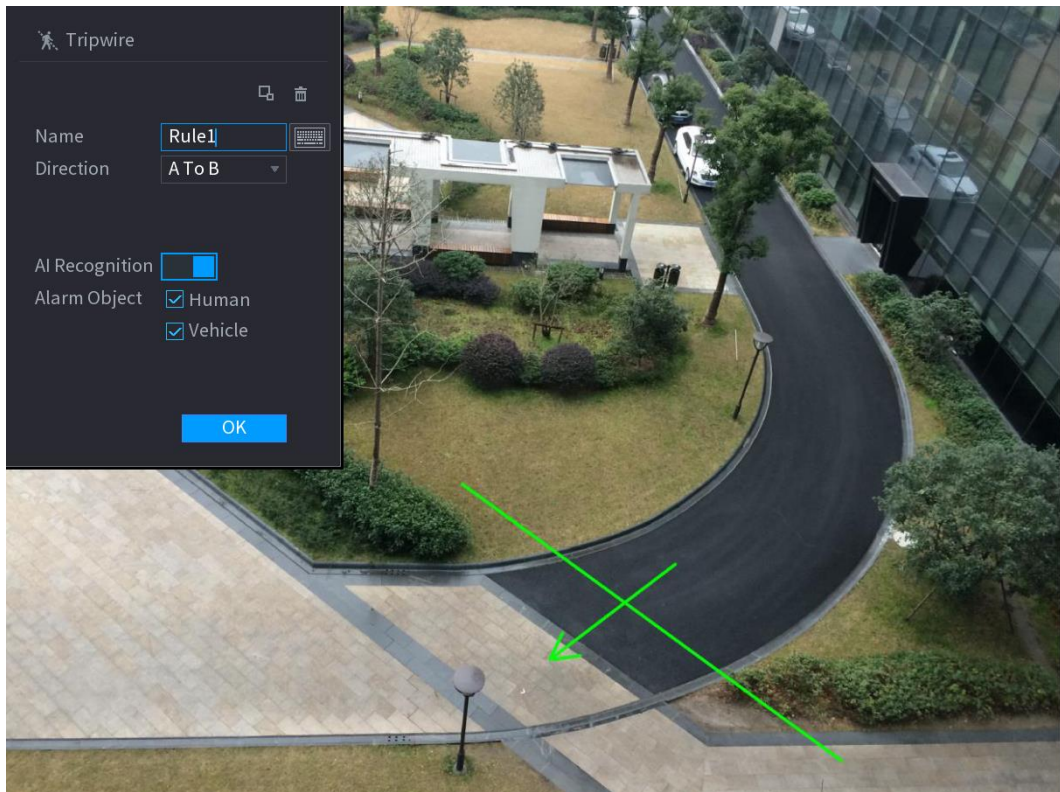 Tripwire
Name Rule1
Direction A To B
AI Recognition
Alarm Object Human
Vehicle
OK